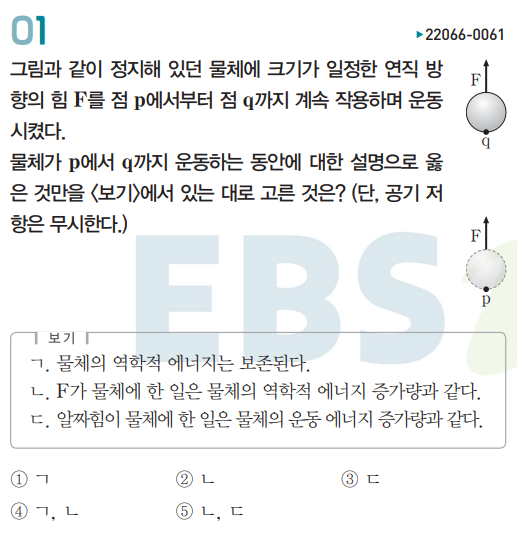 01
▶22066-0061
그림과 같이 정지해 있던 물체에 크기가 일정한 연직 방
향의 힘 F를 점 p에서부터 점 q까지 계속 작용하며 운동
시켰다.
물체가 p에서 q까지 운동하는 동안에 대한 설명으로 옳
은 것만을 〈보기〉에서 있는 대로 고른 것은? (단, 공기 저
항은 무시한다.)
F
q
F
p
EBS
보기
ㄱ. 물체의 역학적 에너지는 보존된다.
ㄴ. F가 물체에 한 일은 물체의 역학적 에너지 증가량과 같다.
ㄷ. 알짜힘이 물체에 한 일은 물체의 운동 에너지 증가량과 같다.
① ㄱ ② ㄴ ③ ㄷ
④ ㄱ, ㄴ ⑤ ㄴ, ㄷ